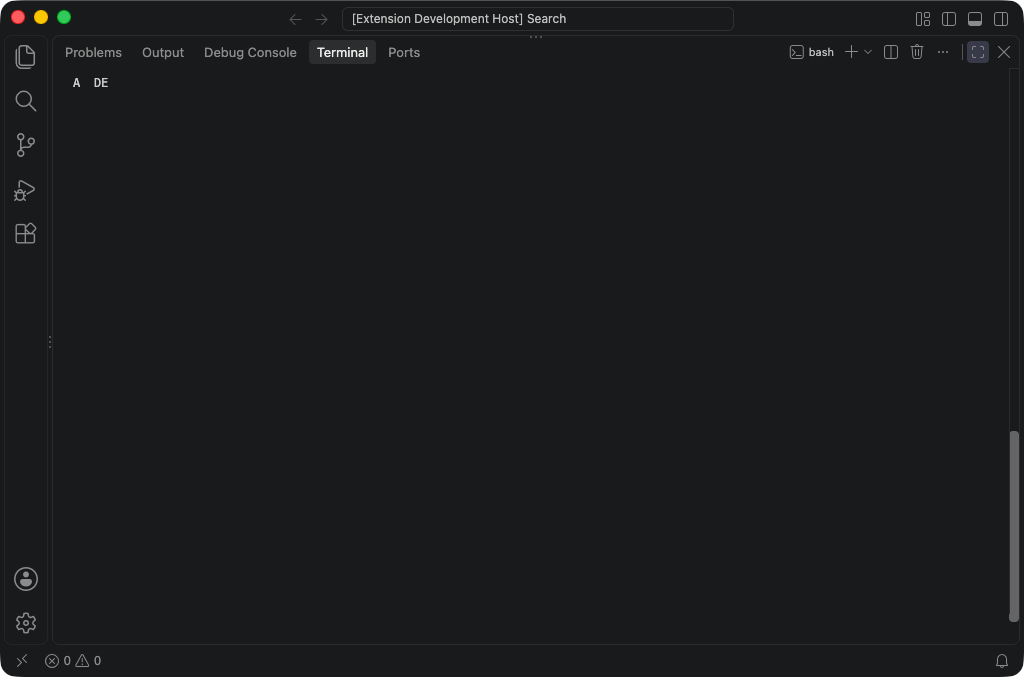 [Extension Development Host] Search
Problems Output Debug Console Terminal Ports bash
A  DE
0 0